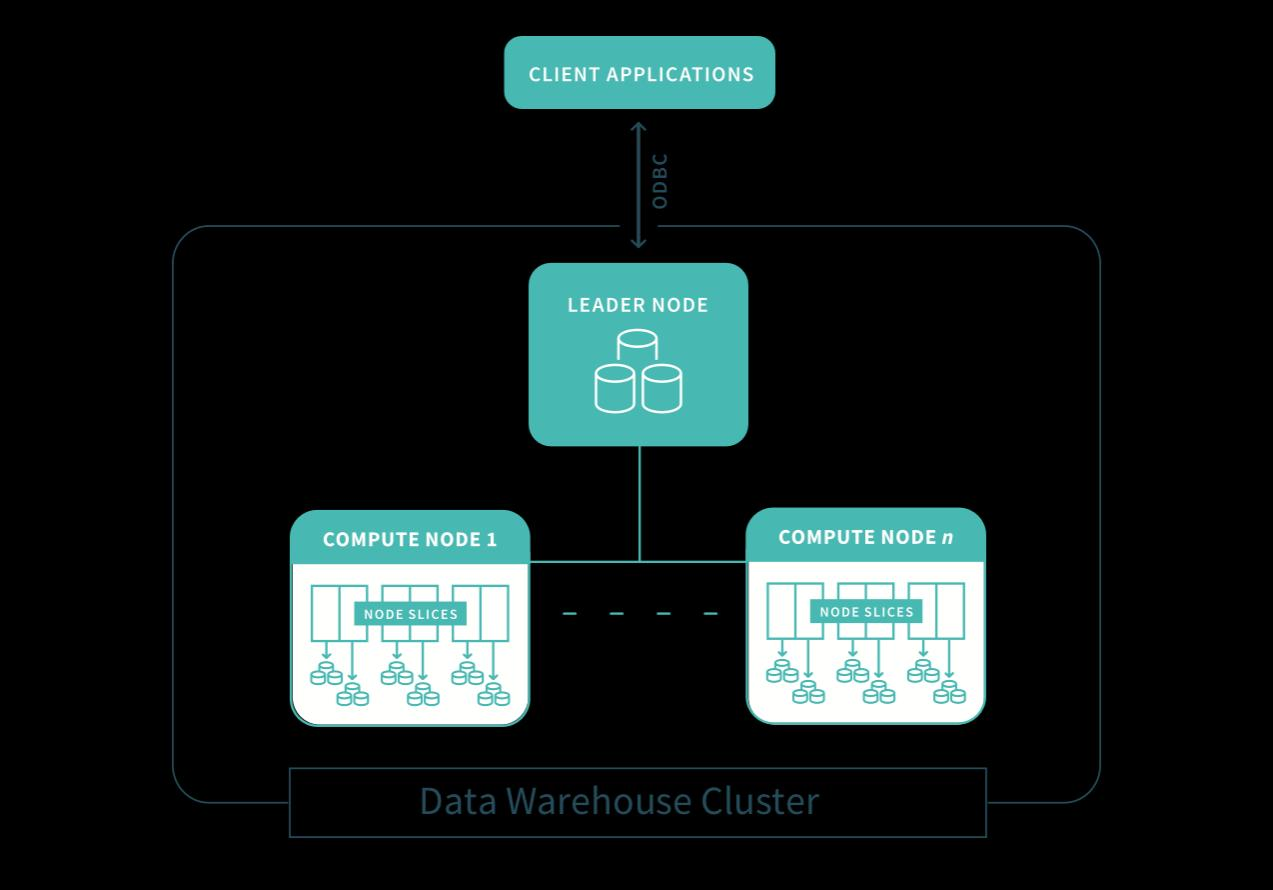 CLIENT APPLICATIONS
ODBC
LEADER NODE
COMPUTE NODE 1
COMPUTE NODE n
NODE SLICES
NODE SLICES
Data Warehouse Cluster